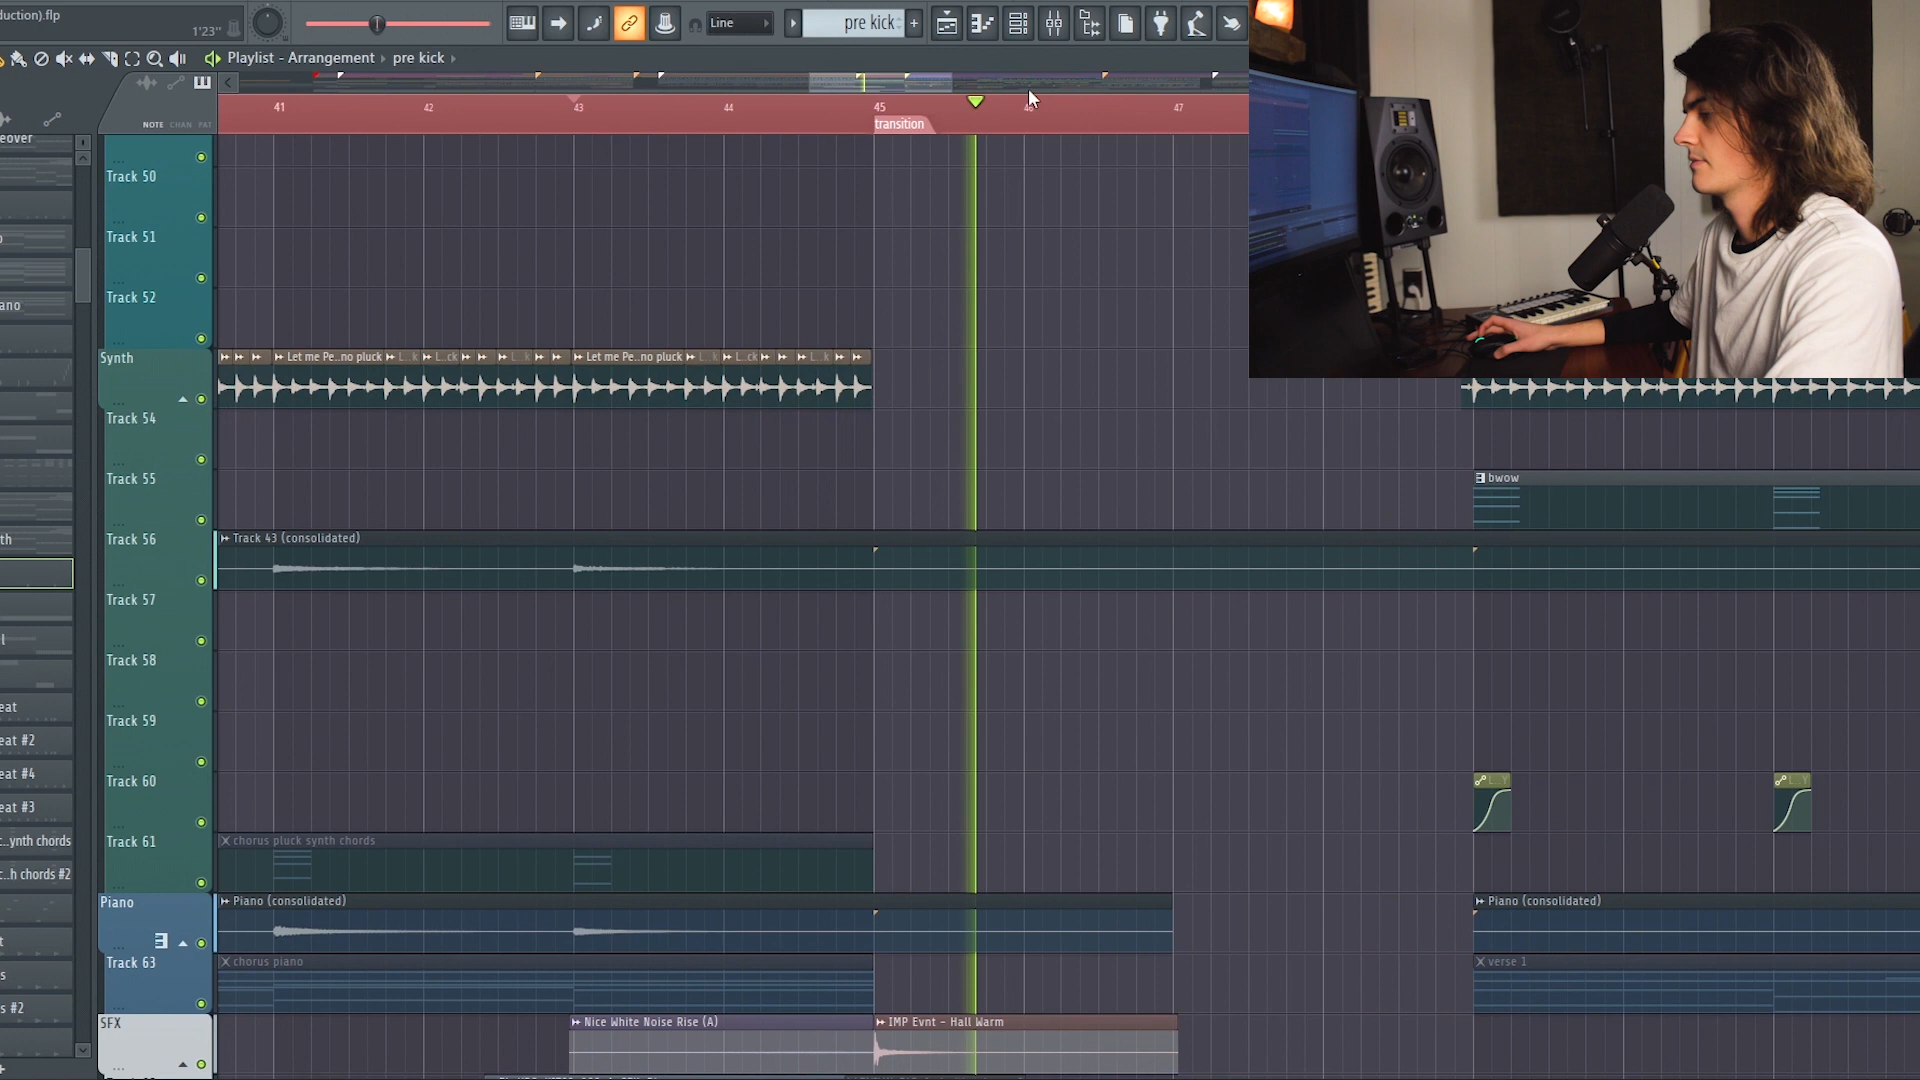 duction).flp
1'23"
Line
pre kick
+
Playlist - Arrangement › pre kick ›
NOTE CHAN PAT
41 42 43 44 45 46 47
transition
eover
Track 50
Track 51
Track 52
ano
Synth
Let me Pe..no pluck L..k L..ck L..k Let me Pe..no pluck L..k L..ck L..k
Track 54
Track 55
bwow
th
Track 56
Track 43 (consolidated)
Track 57
Track 58
eat
Track 59
eat #2
eat #4
Track 60
eat #3
..ynth chords
Track 61
chorus pluck synth chords
..h chords #2
Piano
Piano (consolidated)
Piano (consolidated)
Track 63
chorus piano
verse 1
s #2
SFX
Nice White Noise Rise (A)
IMP Evnt - Hall Warm